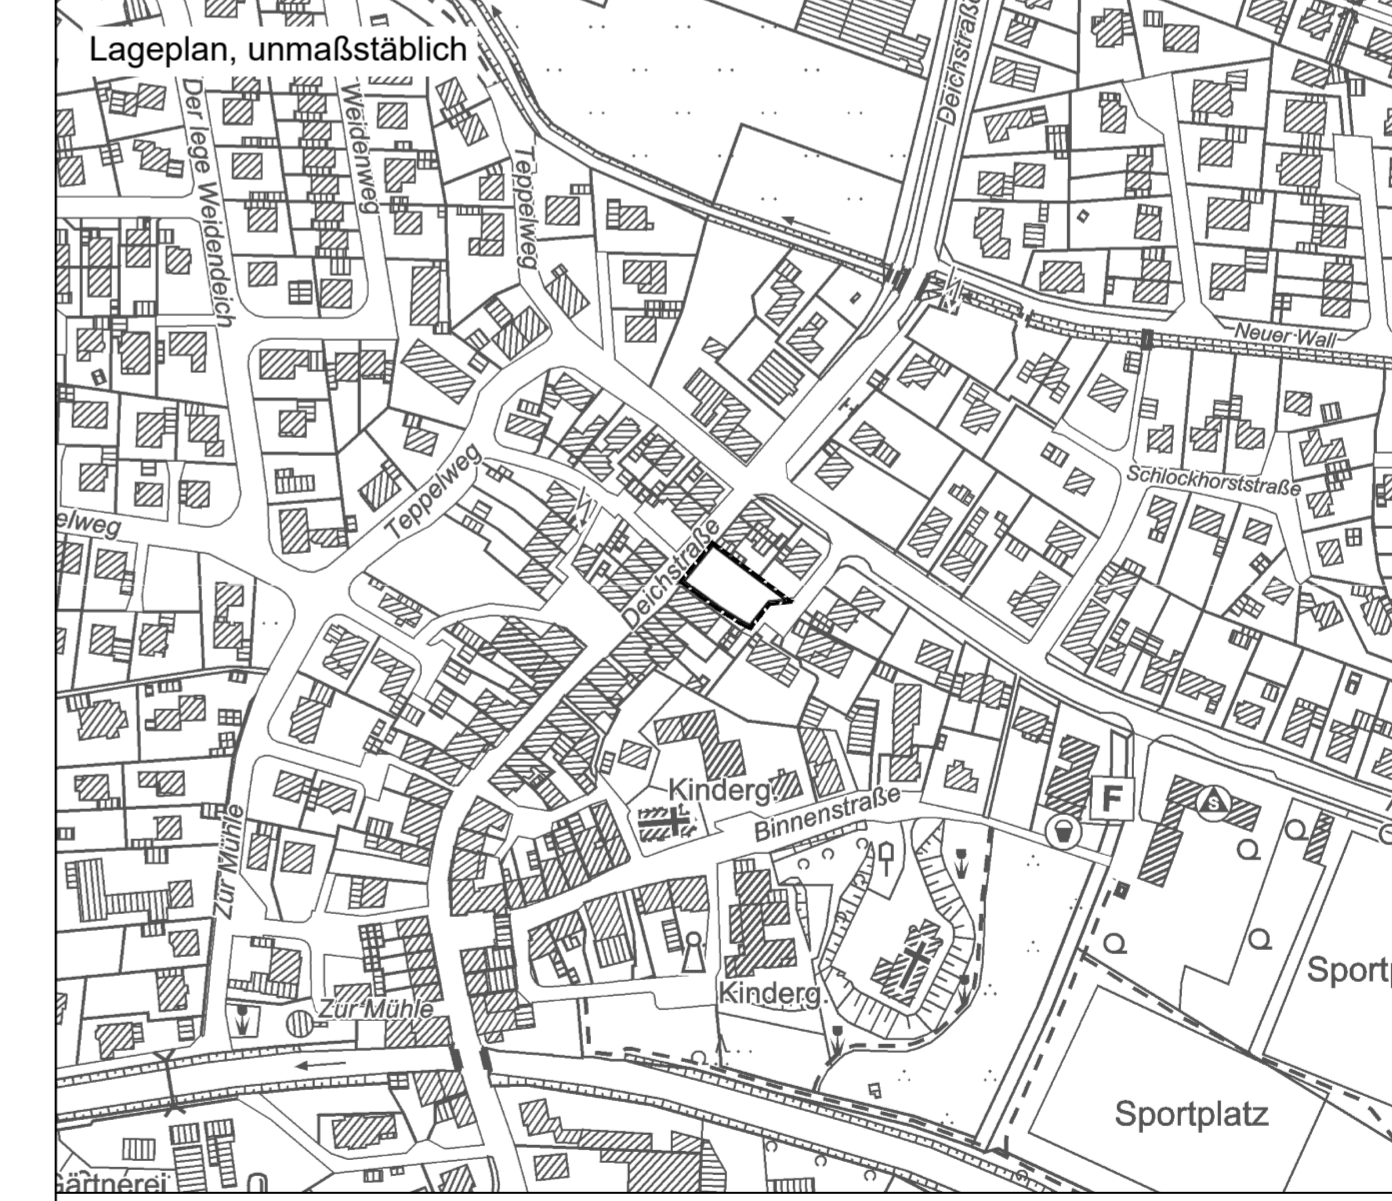 Lageplan, unmaßstäblich
Deichstraße
Der lege Weidendeich
Weidenweg
Teppelweg
Neuer Wall
Teppelweg
Schlockhorststraße
elweg
Deichstraße
Kinderg.
Binnenstraße
F
S
Zur Mühle
Sportp
Kinderg.
Zur Mühle
Sportplatz
Gärtnerei